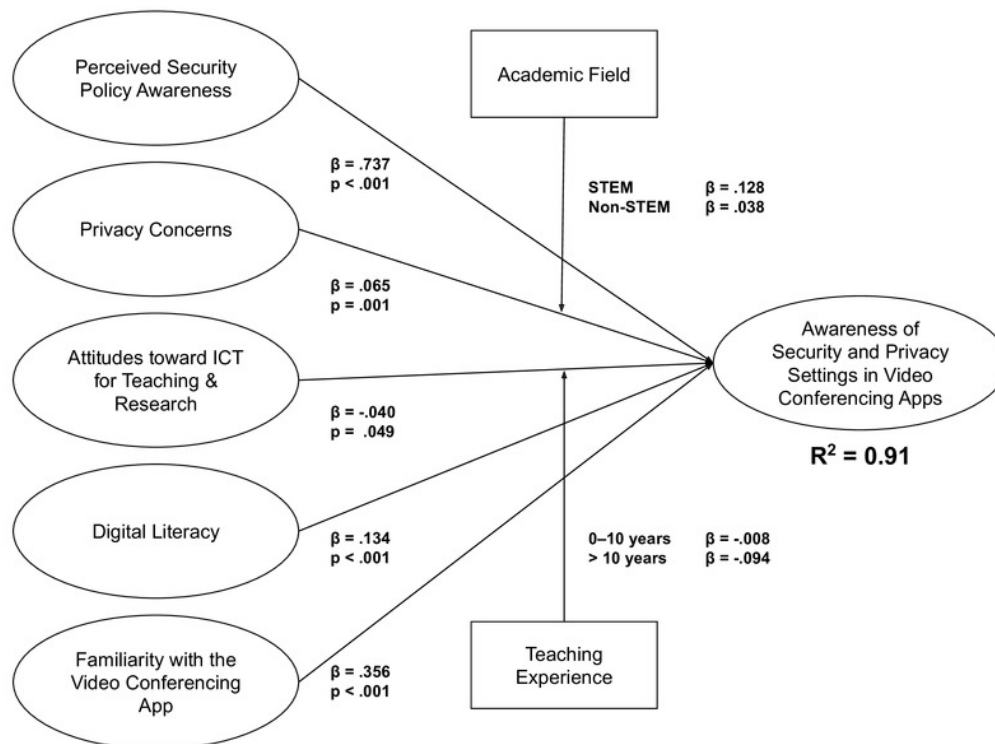 Perceived Security
Policy Awareness
β = .737
p < .001
Privacy Concerns
β = .065
p = .001
Attitudes toward ICT
for Teaching &
Research
β = -.040
p = .049
Digital Literacy
β = .134
p < .001
Familiarity with the
Video Conferencing
App
β = .356
p < .001
Academic Field
STEM β = .128
Non-STEM β = .038
0–10 years β = -.008
> 10 years β = -.094
Teaching
Experience
Awareness of
Security and Privacy
Settings in Video
Conferencing Apps
R² = 0.91